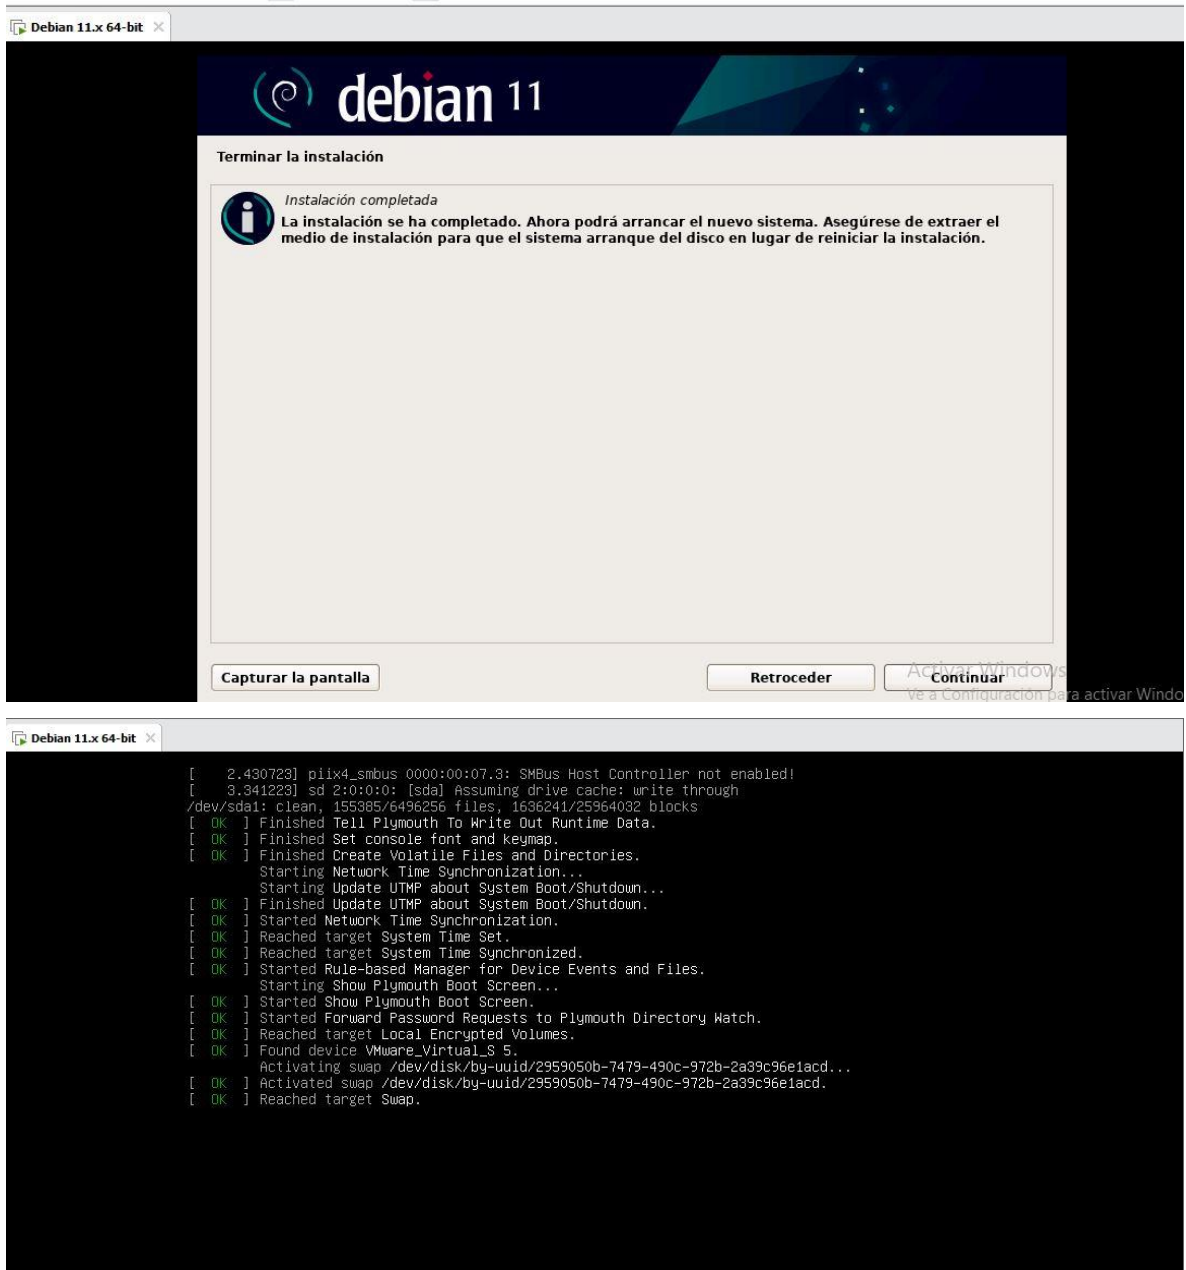 Debian 11.x 64-bit
debian 11
Terminar la instalación
Instalación completada
La instalación se ha completado. Ahora podrá arrancar el nuevo sistema. Asegúrese de extraer el
medio de instalación para que el sistema arranque del disco en lugar de reiniciar la instalación.
Activar Windows
Capturar la pantalla
Retroceder
Continuar
Ve a Configuración para activar Windo
Debian 11.x 64-bit
[    2.430723] piix4_smbus 0000:00:07.3: SMBus Host Controller not enabled!
[    3.341223] sd 2:0:0:0: [sda] Assuming drive cache: write through
/dev/sda1: clean, 155385/6496256 files, 1636241/25964032 blocks
[  OK  ] Finished Tell Plymouth To Write Out Runtime Data.
[  OK  ] Finished Set console font and keymap.
[  OK  ] Finished Create Volatile Files and Directories.
Starting Network Time Synchronization...
Starting Update UTMP about System Boot/Shutdown...
[  OK  ] Finished Update UTMP about System Boot/Shutdown.
[  OK  ] Started Network Time Synchronization.
[  OK  ] Reached target System Time Set.
[  OK  ] Reached target System Time Synchronized.
[  OK  ] Started Rule-based Manager for Device Events and Files.
Starting Show Plymouth Boot Screen...
[  OK  ] Started Show Plymouth Boot Screen.
[  OK  ] Started Forward Password Requests to Plymouth Directory Watch.
[  OK  ] Reached target Local Encrypted Volumes.
[  OK  ] Found device VMware_Virtual_S 5.
Activating swap /dev/disk/by-uuid/2959050b-7479-490c-972b-2a39c96e1acd...
[  OK  ] Activated swap /dev/disk/by-uuid/2959050b-7479-490c-972b-2a39c96e1acd.
[  OK  ] Reached target Swap.